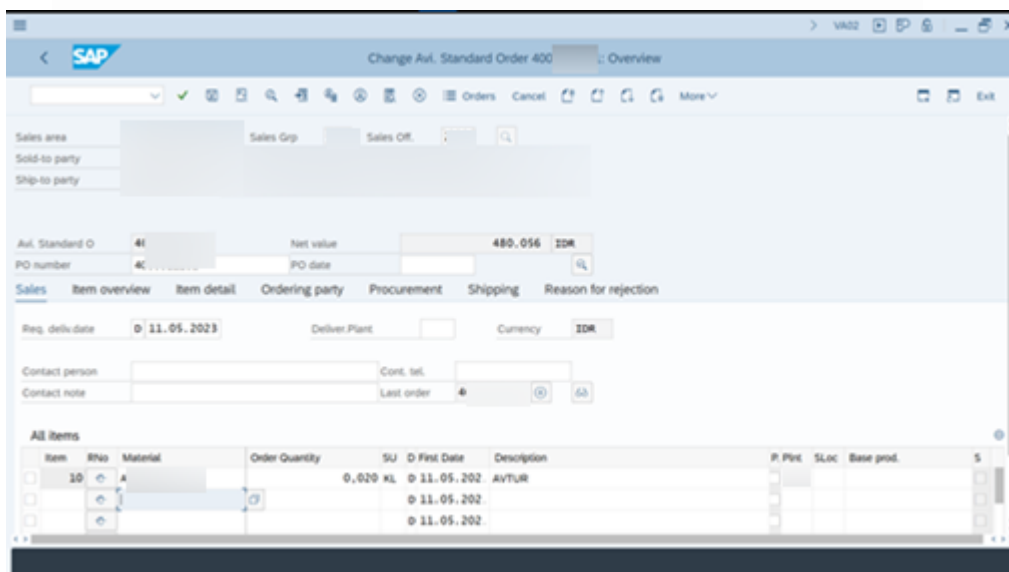 VA02
SAP Change Avl. Standard Order 400 : Overview
Orders Cancel More Exit
Sales area Sales Grp Sales Off.
Sold-to party
Ship-to party
Avl. Standard O Net value 480.056 IDR
PO number PO date
Sales Item overview Item detail Ordering party Procurement Shipping Reason for rejection
Req. deliv.date D 11.05.2023 Deliver.Plant Currency IDR
Contact person Cont. tel.
Contact note Last order
All items
Item RNo Material Order Quantity SU D First Date Description P. Plnt SLoc Base prod. S
10 A 0,020 KL D 11.05.202. AVTUR
D 11.05.202.
D 11.05.202.